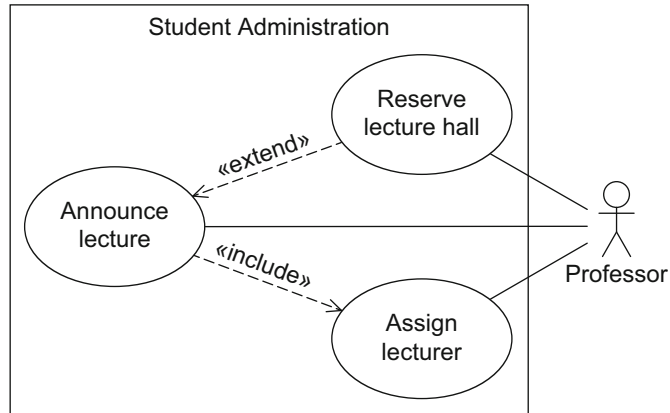 Student Administration
Reserve
lecture hall
«extend»
Announce
lecture
«include»
Professor
Assign
lecturer